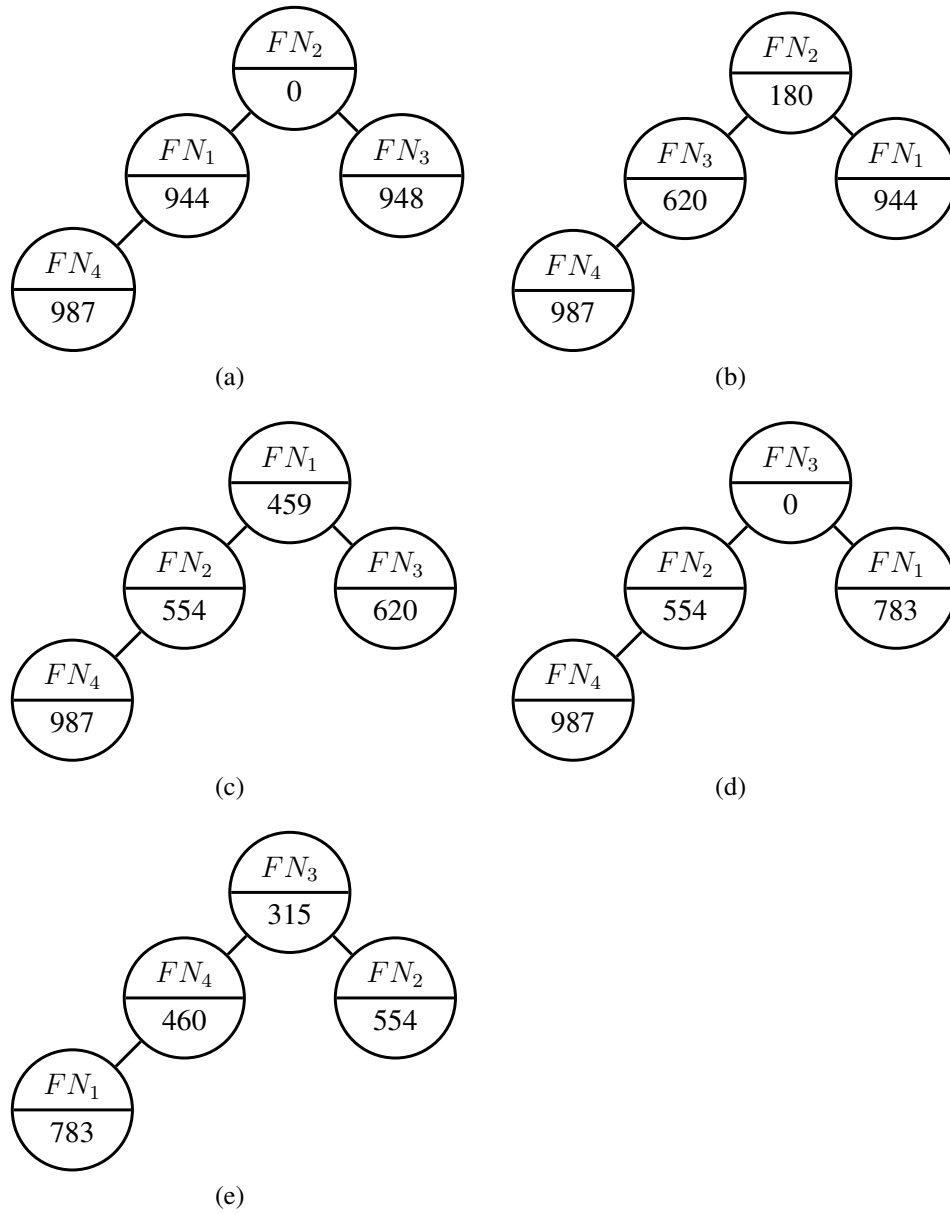 FN₂
0
FN₁
944
FN₃
948
FN₄
987
(a)
FN₂
180
FN₃
620
FN₁
944
FN₄
987
(b)
FN₁
459
FN₂
554
FN₃
620
FN₄
987
(c)
FN₃
0
FN₂
554
FN₁
783
FN₄
987
(d)
FN₃
315
FN₄
460
FN₂
554
FN₁
783
(e)